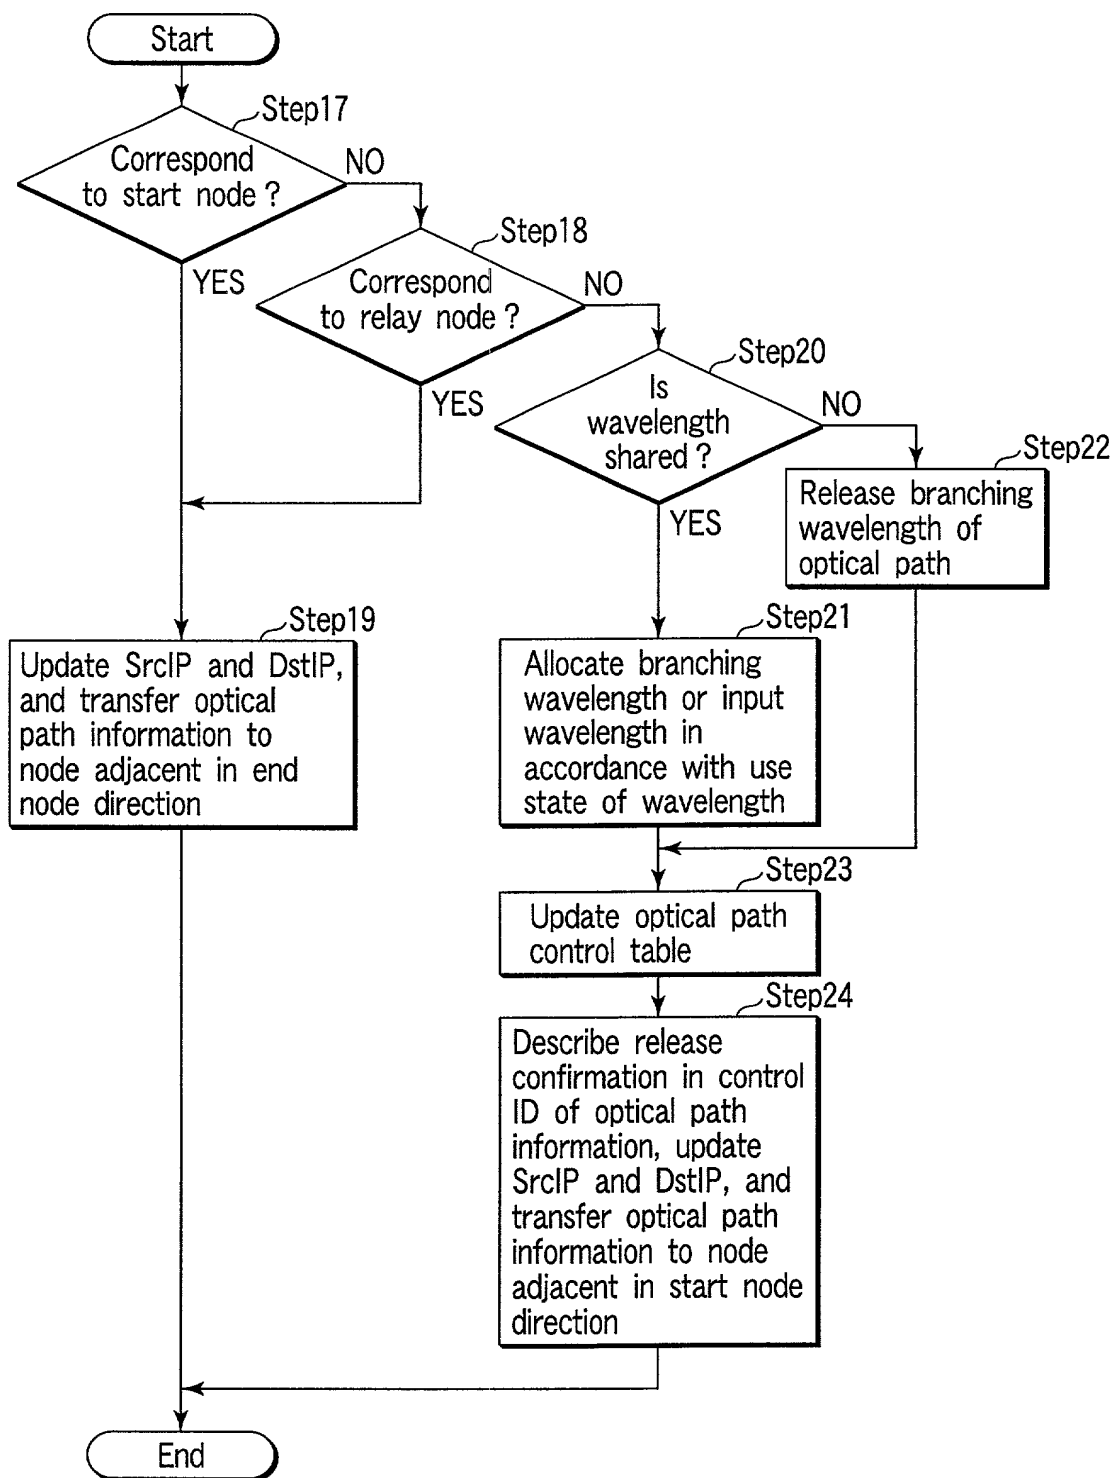 Start
Step17
Correspond
to start node ?
NO
YES
Step18
Correspond
to relay node ?
NO
YES
Step20
Is
wavelength
shared ?
NO
YES
Step22
Release branching
wavelength of
optical path
Step19
Update SrcIP and DstIP,
and transfer optical
path information to
node adjacent in end
node direction
Step21
Allocate branching
wavelength or input
wavelength in
accordance with use
state of wavelength
Step23
Update optical path
control table
Step24
Describe release
confirmation in control
ID of optical path
information, update
SrcIP and DstIP, and
transfer optical path
information to node
adjacent in start node
direction
End